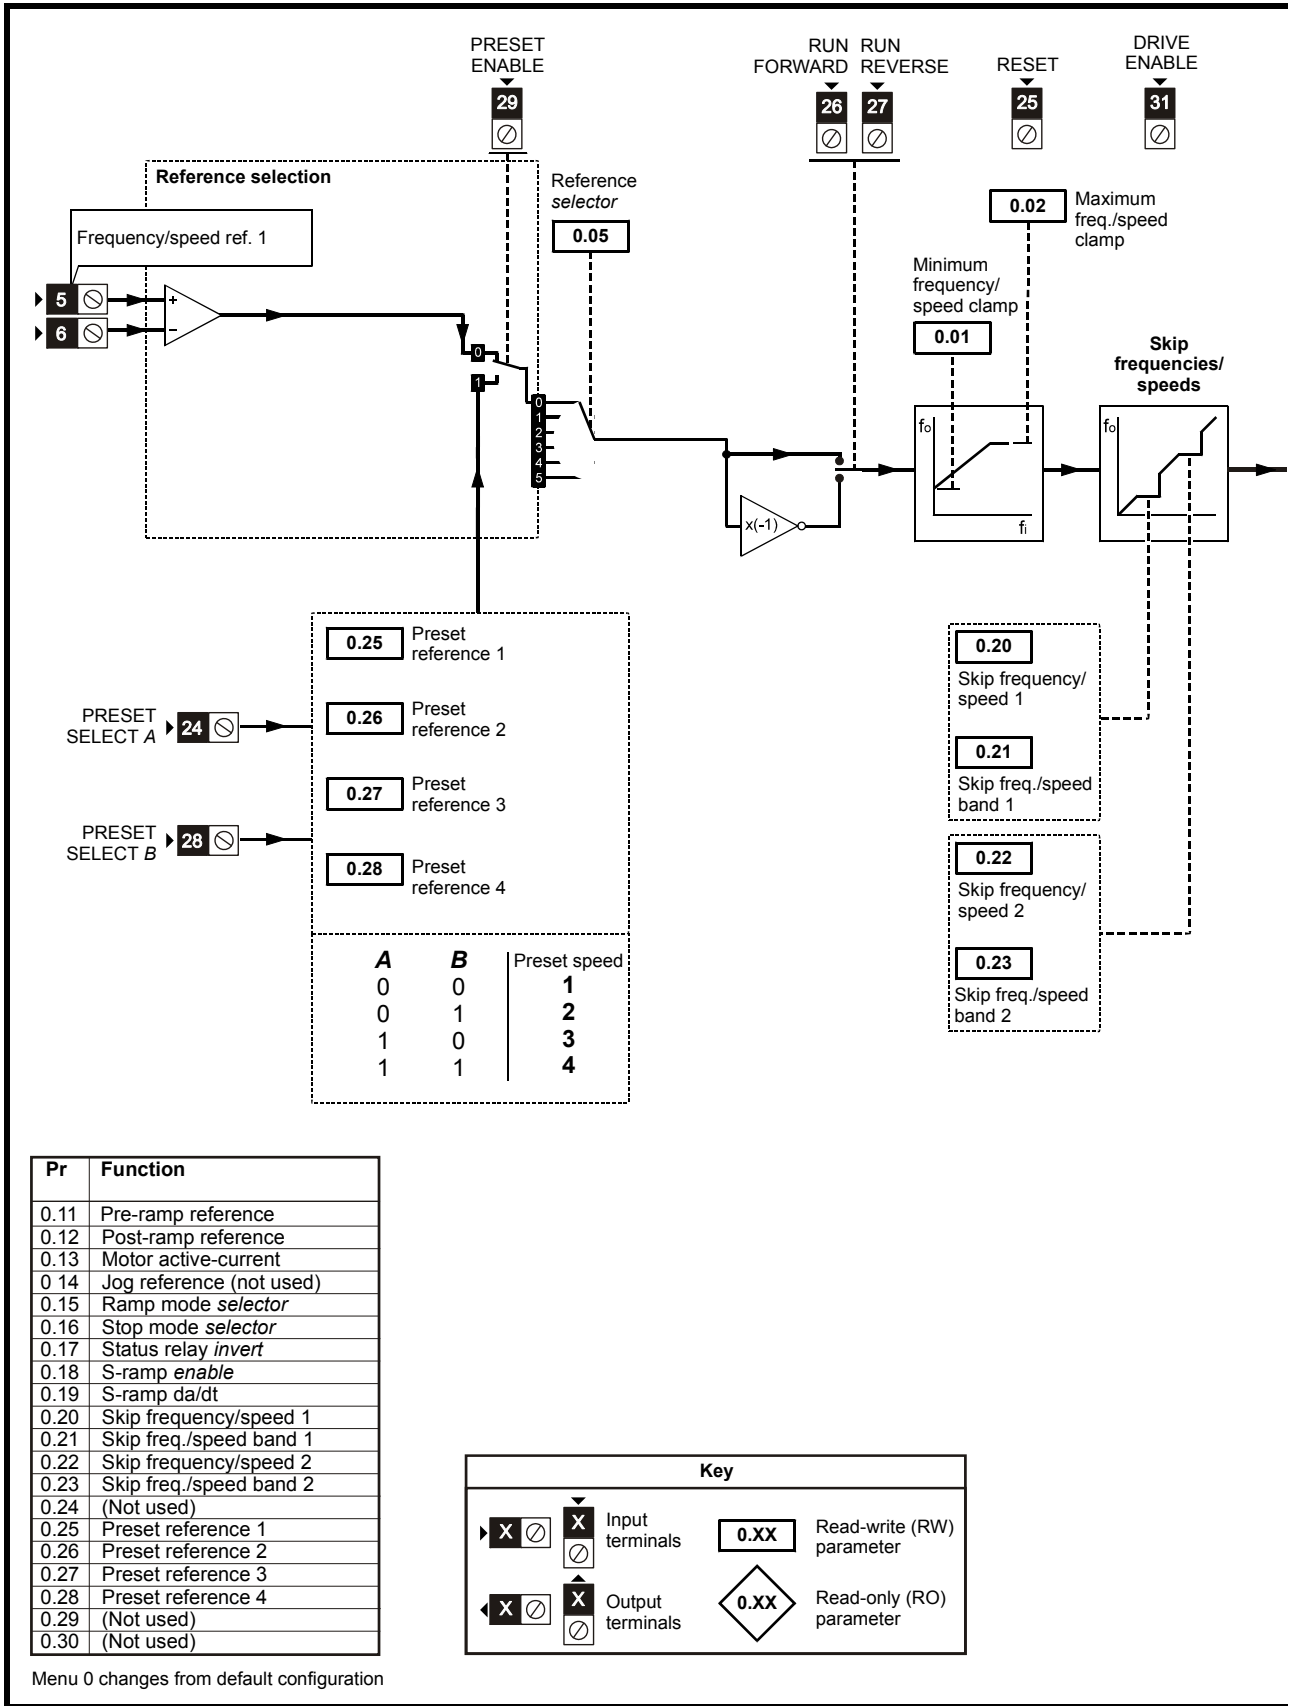 PRESET
ENABLE
29
RUN
FORWARD
26
RUN
REVERSE
27
RESET
25
DRIVE
ENABLE
31
Reference selection
Reference
selector
0.05
0.02
Maximum
freq./speed
clamp
Frequency/speed ref. 1
5
6
+
−
Minimum
frequency/
speed clamp
0.01
Skip
frequencies/
speeds
0
1
0
1
2
3
4
5
x(-1)
fo
fi
fo
0.25
Preset
reference 1
0.26
Preset
reference 2
0.27
Preset
reference 3
0.28
Preset
reference 4
PRESET
SELECT A
24
PRESET
SELECT B
28
A B Preset speed
0 0 1
0 1 2
1 0 3
1 1 4
0.20
Skip frequency/
speed 1
0.21
Skip freq./speed
band 1
0.22
Skip frequency/
speed 2
0.23
Skip freq./speed
band 2
Pr Function
0.11 Pre-ramp reference
0.12 Post-ramp reference
0.13 Motor active-current
0 14 Jog reference (not used)
0.15 Ramp mode selector
0.16 Stop mode selector
0.17 Status relay invert
0.18 S-ramp enable
0.19 S-ramp da/dt
0.20 Skip frequency/speed 1
0.21 Skip freq./speed band 1
0.22 Skip frequency/speed 2
0.23 Skip freq./speed band 2
0.24 (Not used)
0.25 Preset reference 1
0.26 Preset reference 2
0.27 Preset reference 3
0.28 Preset reference 4
0.29 (Not used)
0.30 (Not used)
Menu 0 changes from default configuration
Key
X
X
Input
terminals
0.XX
Read-write (RW)
parameter
X
X
Output
terminals
0.XX
Read-only (RO)
parameter